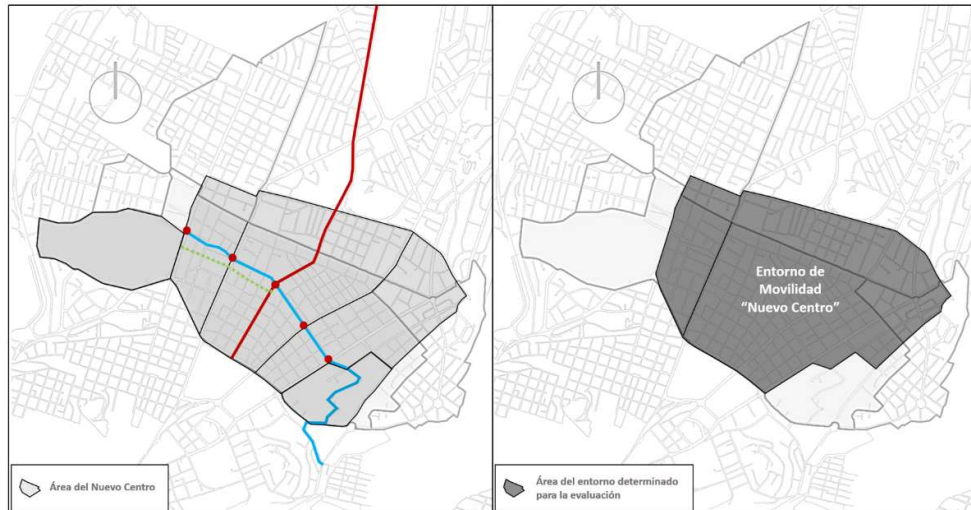 Entorno de
Movilidad
“Nuevo Centro”
Área del Nuevo Centro
Área del entorno determinado
para la evaluación